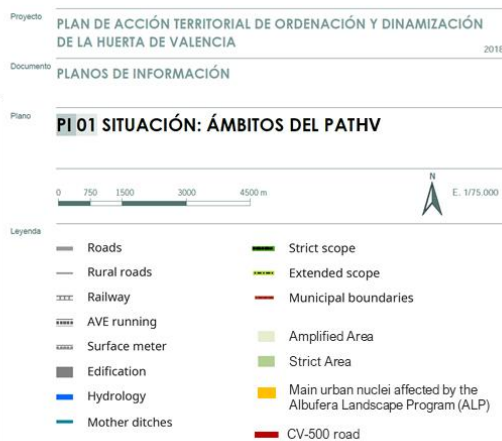 Proyecto
PLAN DE ACCIÓN TERRITORIAL DE ORDENACIÓN Y DINAMIZACIÓN
DE LA HUERTA DE VALENCIA
2018
Documento
PLANOS DE INFORMACIÓN
Plano
PI 01 SITUACIÓN: ÁMBITOS DEL PATHV
0 750 1500 3000 4500 m
N
E. 1/75.000
Leyenda
Roads
Rural roads
Railway
AVE running
Surface meter
Edification
Hydrology
Mother ditches
Strict scope
Extended scope
Municipal boundaries
Amplified Area
Strict Area
Main urban nuclei affected by the
Albufera Landscape Program (ALP)
CV-500 road